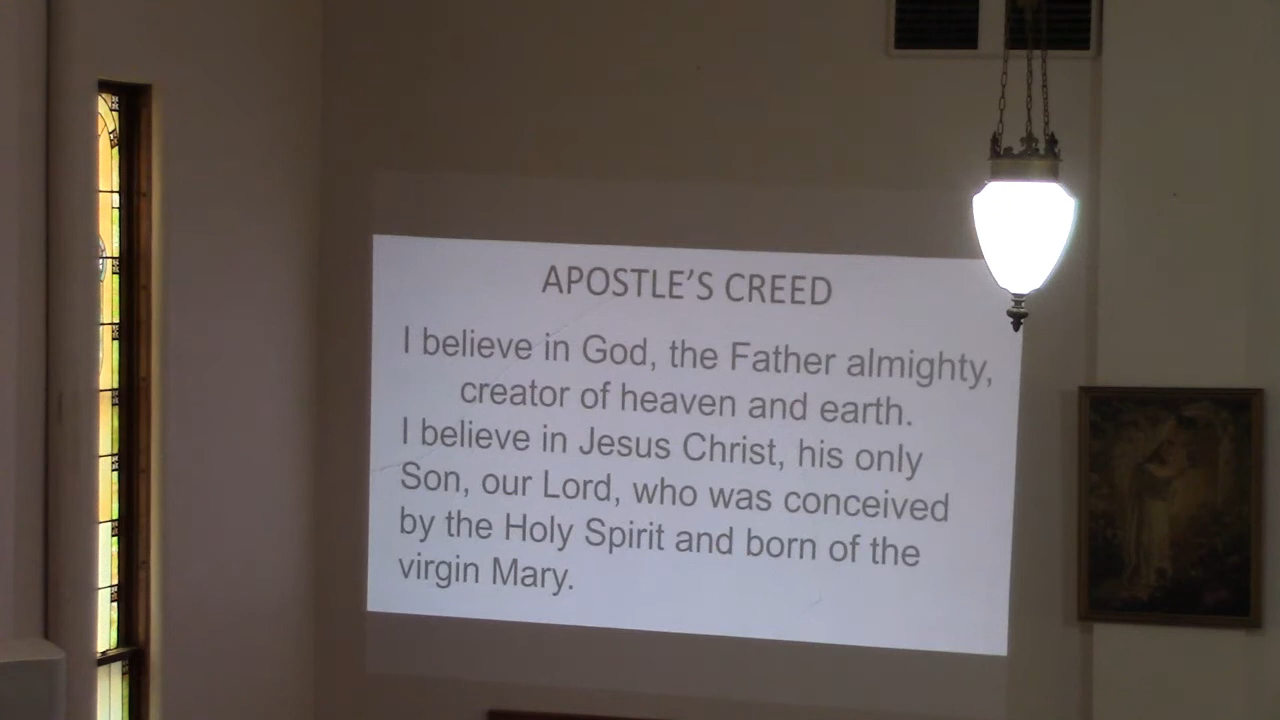 APOSTLE’S CREED
I believe in God, the Father almighty,
creator of heaven and earth.
I believe in Jesus Christ, his only
Son, our Lord, who was conceived
by the Holy Spirit and born of the
virgin Mary.